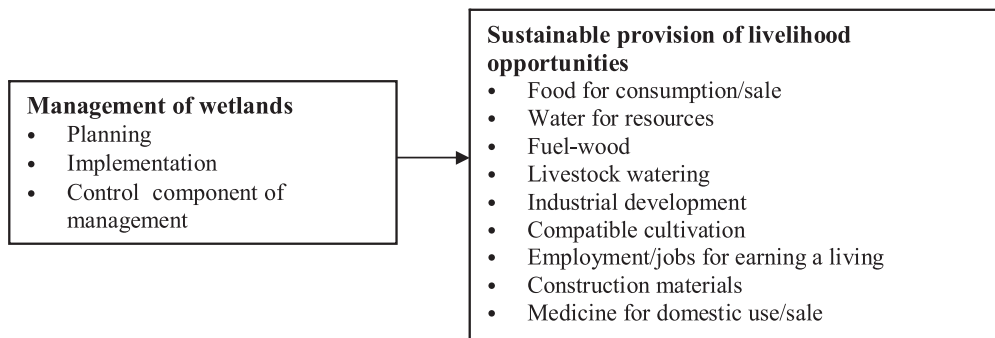 Management of wetlands
• Planning
• Implementation
• Control component of
management
Sustainable provision of livelihood
opportunities
• Food for consumption/sale
• Water for resources
• Fuel-wood
• Livestock watering
• Industrial development
• Compatible cultivation
• Employment/jobs for earning a living
• Construction materials
• Medicine for domestic use/sale